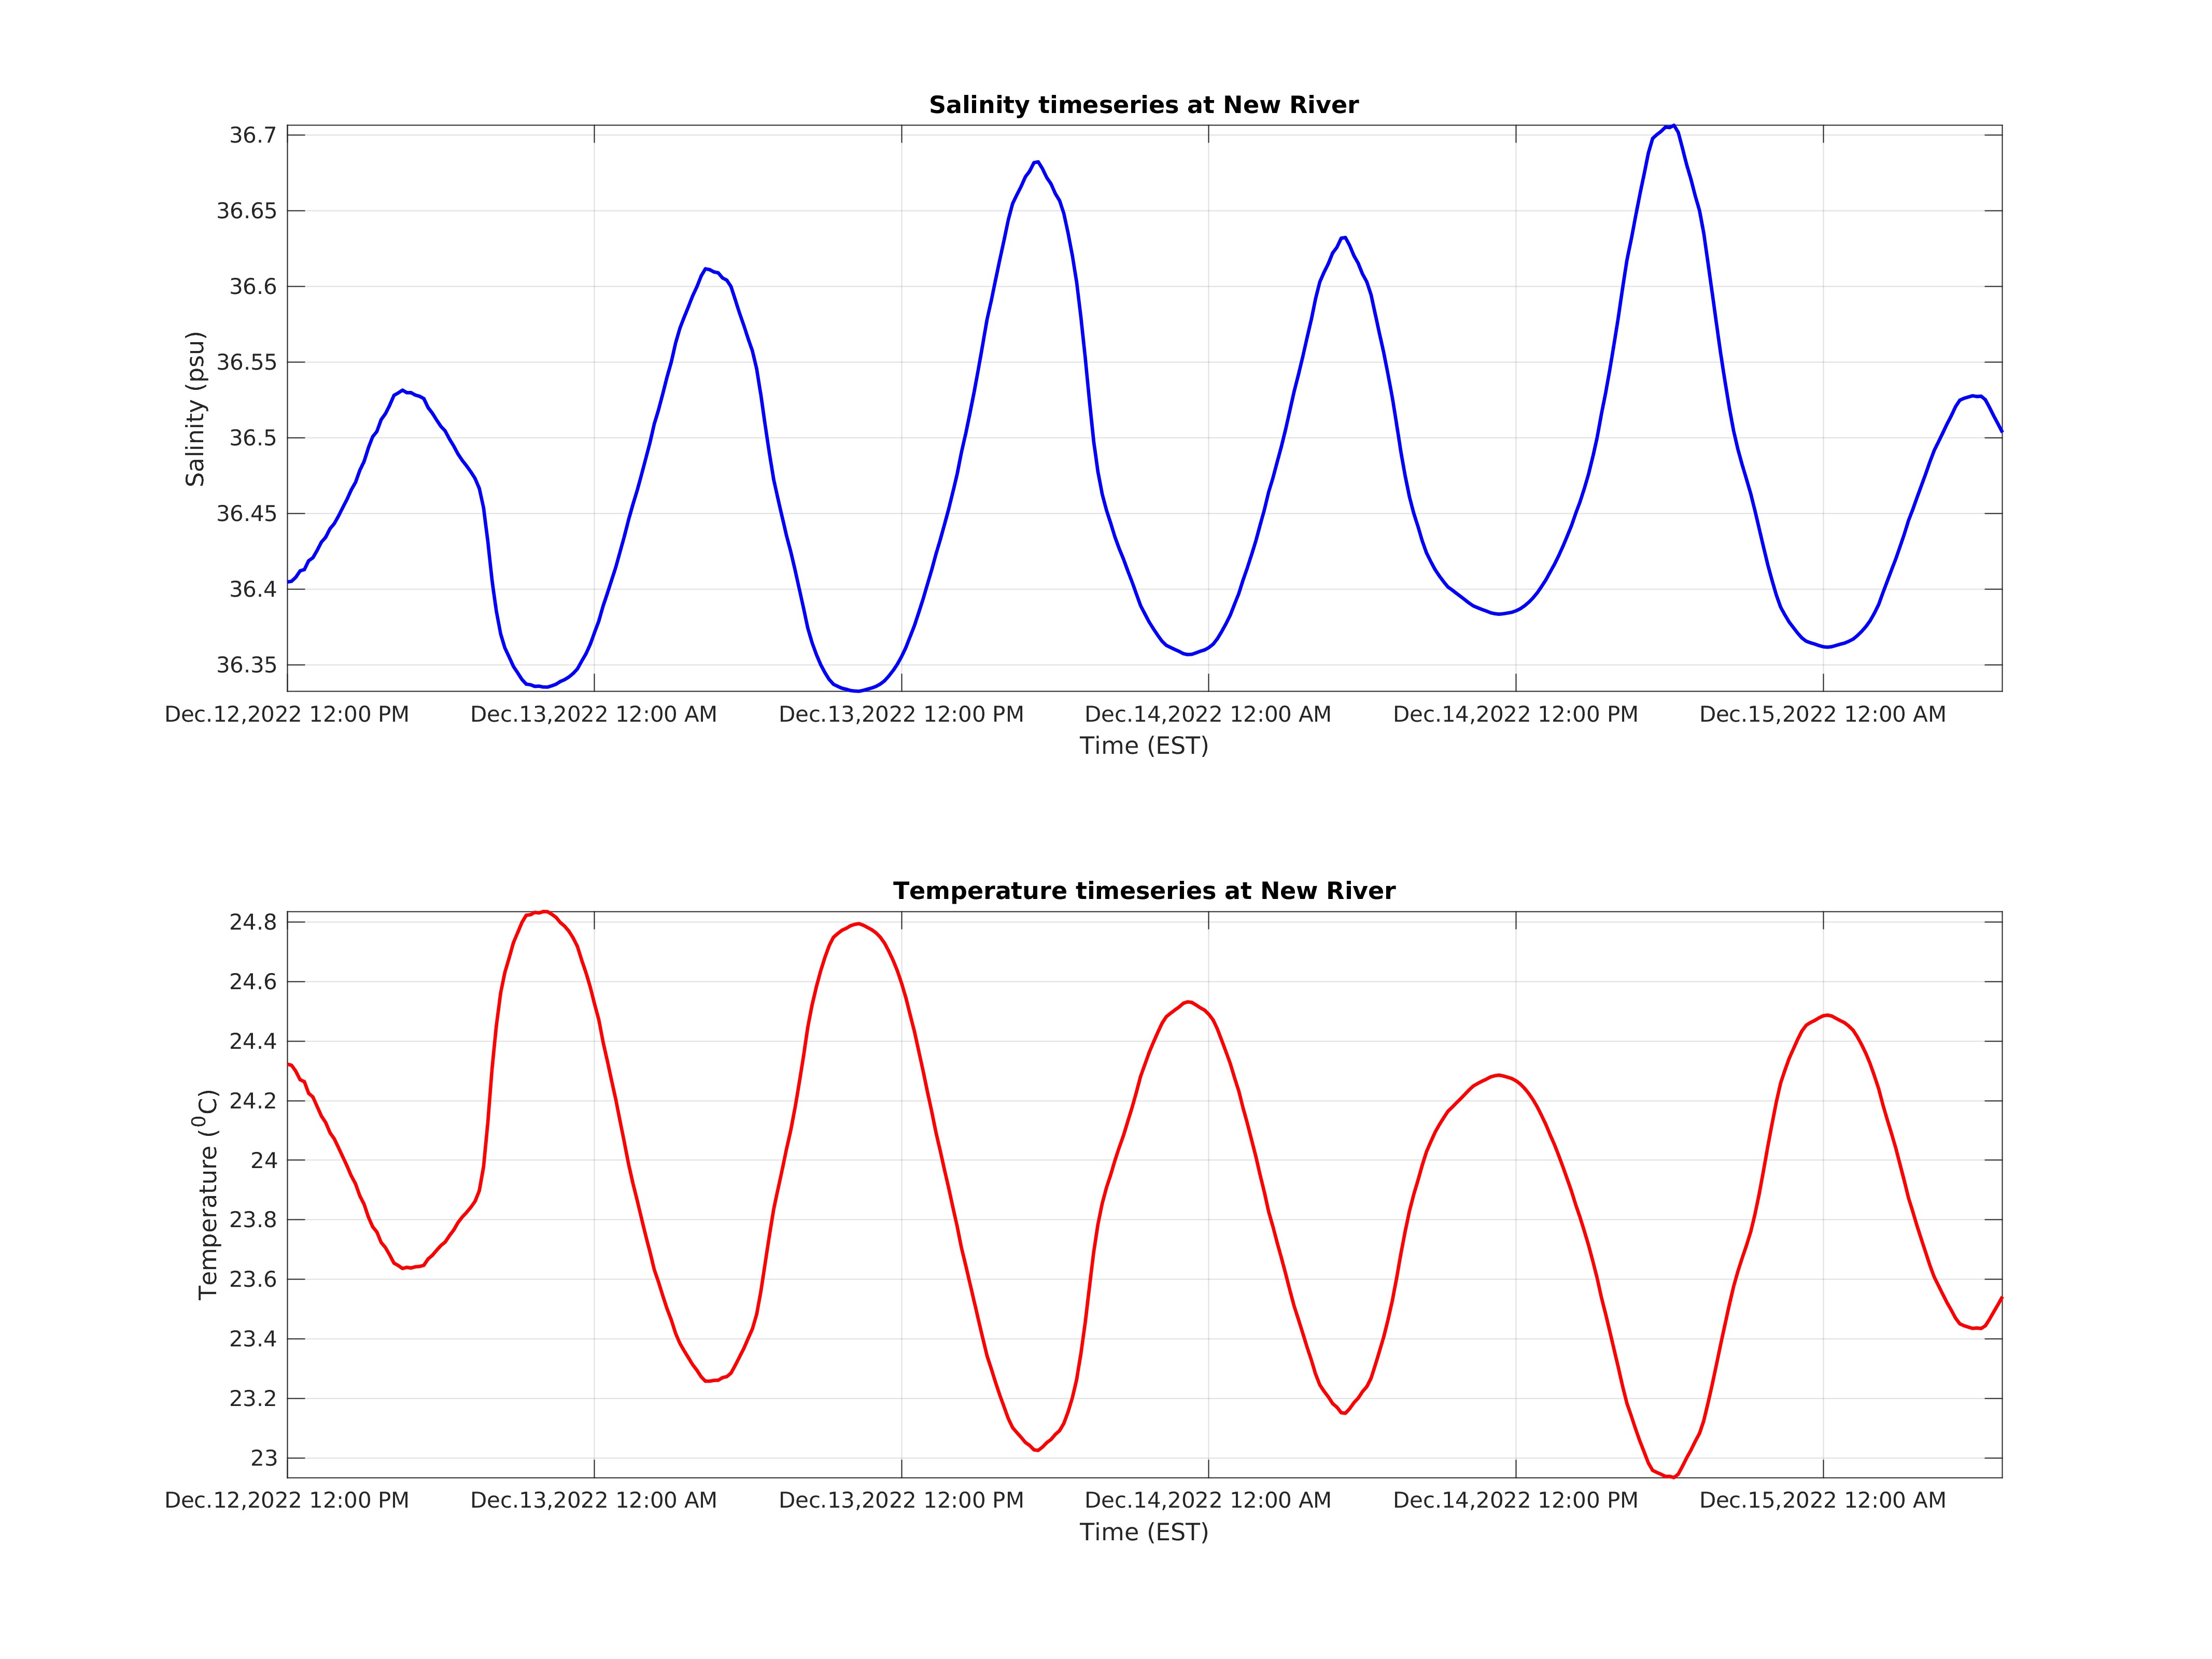 Salinity timeseries at New River
36.7
36.65
36.6
36.55
36.5
36.45
36.4
36.35
Salinity (psu)
Dec.12,2022 12:00 PM Dec.13,2022 12:00 AM Dec.13,2022 12:00 PM Dec.14,2022 12:00 AM Dec.14,2022 12:00 PM Dec.15,2022 12:00 AM
Time (EST)
Temperature timeseries at New River
24.8
24.6
24.4
24.2
24
23.8
23.6
23.4
23.2
23
Temperature (⁰C)
Dec.12,2022 12:00 PM Dec.13,2022 12:00 AM Dec.13,2022 12:00 PM Dec.14,2022 12:00 AM Dec.14,2022 12:00 PM Dec.15,2022 12:00 AM
Time (EST)